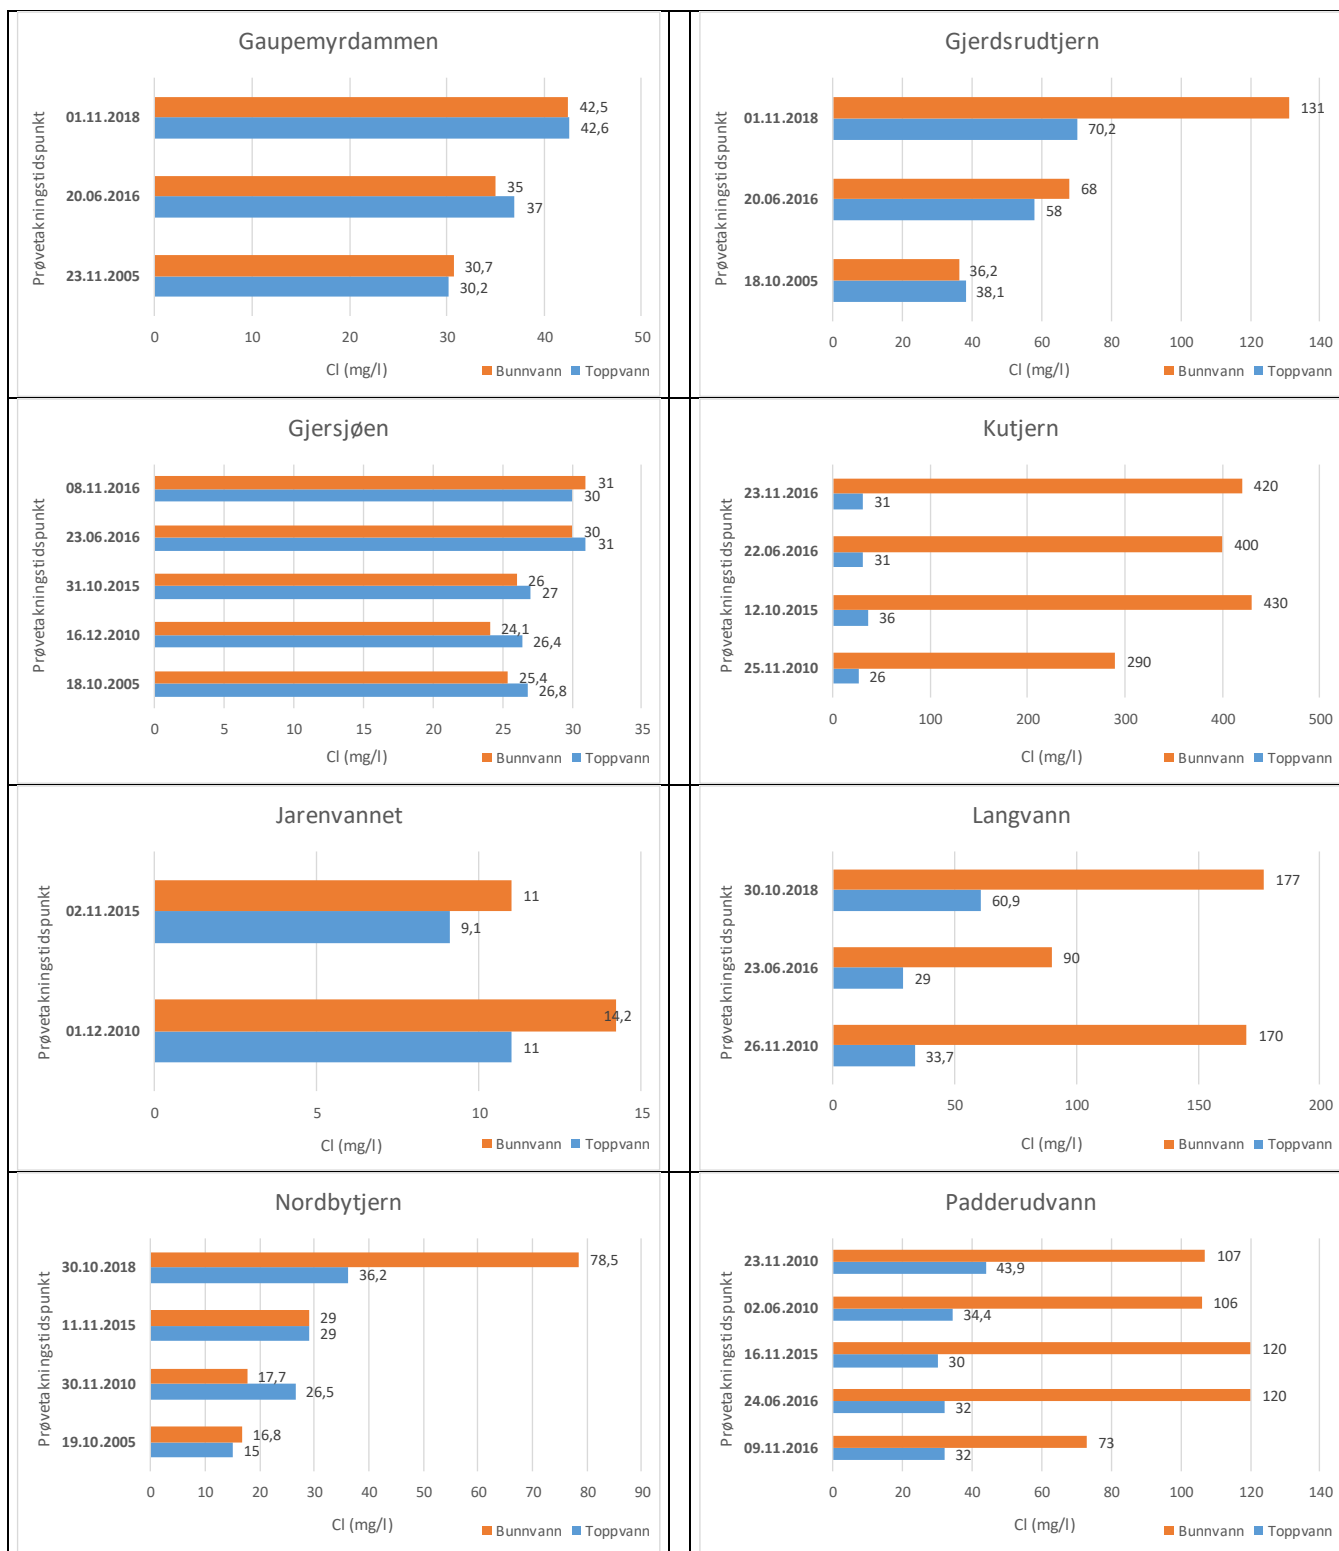 Gaupemyrdammen
Prøvetakningstidspunkt
01.11.2018
42,5
42,6
20.06.2016
35
37
23.11.2005
30,7
30,2
0 10 20 30 40 50
Cl (mg/l)
Bunnvann Toppvann
Gjerdsrudtjern
Prøvetakningstidspunkt
01.11.2018
131
70,2
20.06.2016
68
58
18.10.2005
36,2
38,1
0 20 40 60 80 100 120 140
Cl (mg/l)
Bunnvann Toppvann
Gjersjøen
Prøvetakningstidspunkt
08.11.2016
31
30
23.06.2016
30
31
31.10.2015
26
27
16.12.2010
24,1
26,4
18.10.2005
25,4
26,8
0 5 10 15 20 25 30 35
Cl (mg/l)
Bunnvann Toppvann
Kutjern
Prøvetakningstidspunkt
23.11.2016
420
31
22.06.2016
400
31
12.10.2015
430
36
25.11.2010
290
26
0 100 200 300 400 500
Cl (mg/l)
Bunnvann Toppvann
Jarenvannet
Prøvetakningstidspunkt
02.11.2015
11
9,1
01.12.2010
14,2
11
0 5 10 15
Cl (mg/l)
Bunnvann Toppvann
Langvann
Prøvetakningstidspunkt
30.10.2018
177
60,9
23.06.2016
90
29
26.11.2010
170
33,7
0 50 100 150 200
Cl (mg/l)
Bunnvann Toppvann
Nordbytjern
Prøvetakningstidspunkt
30.10.2018
78,5
36,2
11.11.2015
29
29
30.11.2010
17,7
26,5
19.10.2005
16,8
15
0 10 20 30 40 50 60 70 80 90
Cl (mg/l)
Bunnvann Toppvann
Padderudvann
Prøvetakningstidspunkt
23.11.2010
107
43,9
02.06.2010
106
34,4
16.11.2015
120
30
24.06.2016
120
32
09.11.2016
73
32
0 20 40 60 80 100 120 140
Cl (mg/l)
Bunnvann Toppvann